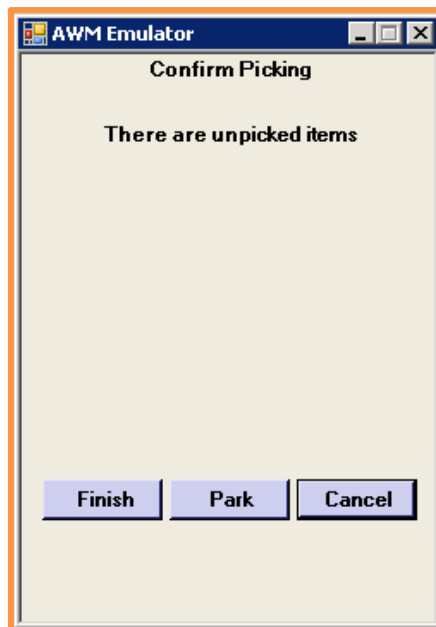 AWM Emulator
Confirm Picking
There are unpicked items
Finish Park Cancel